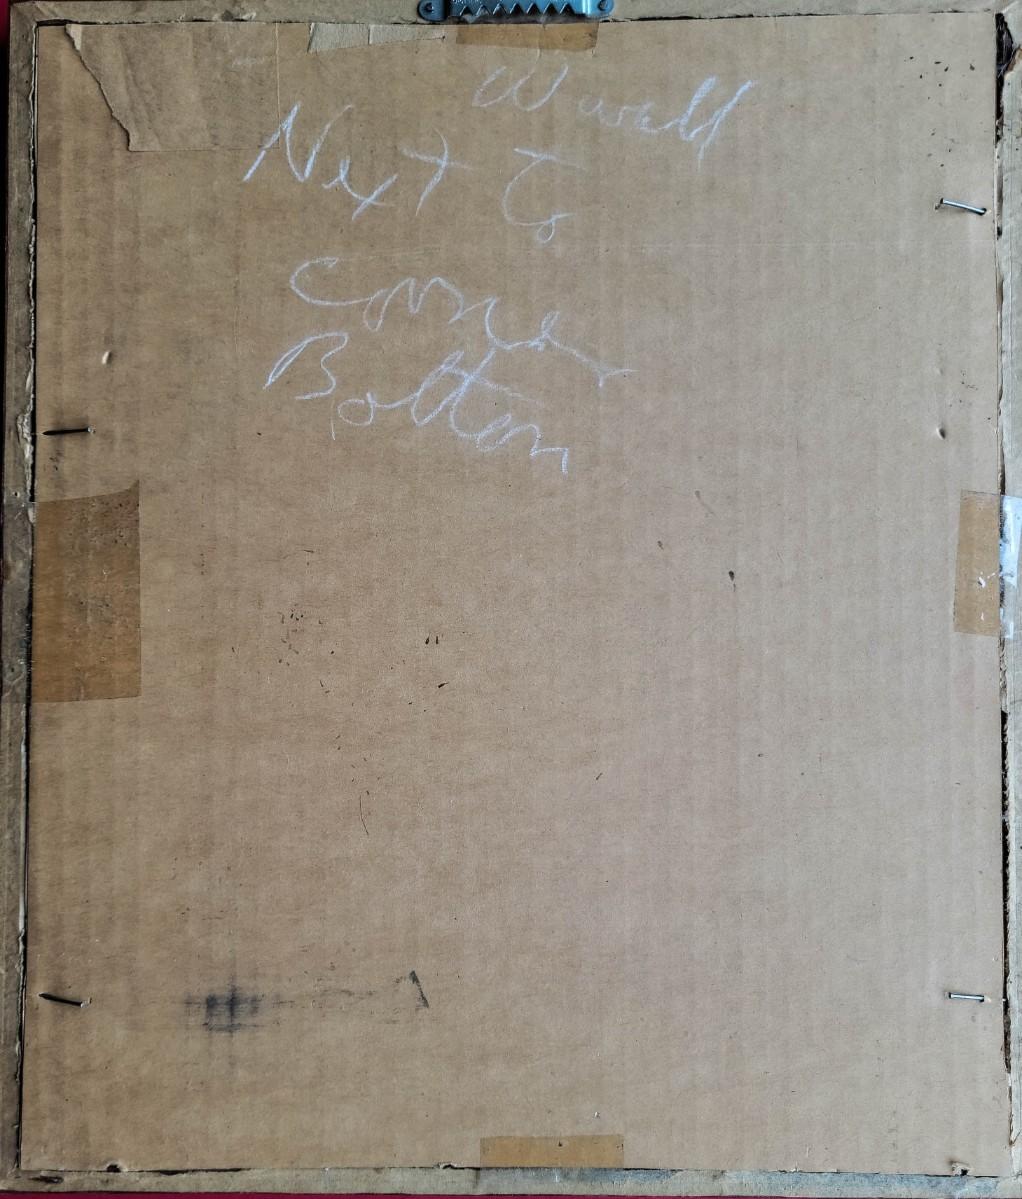 W wall
Next To
Corner
Bottom